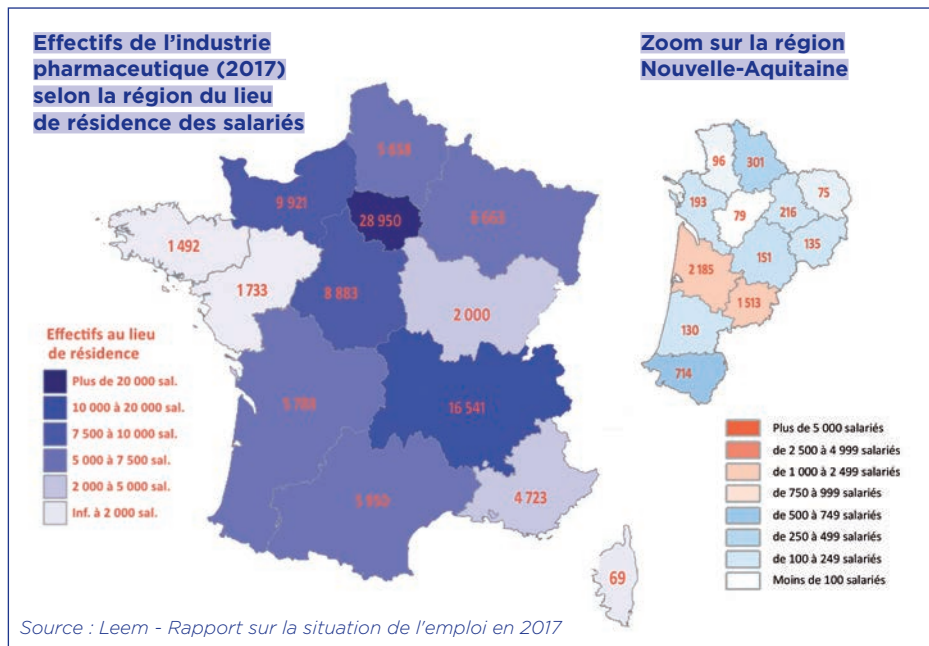 Effectifs de l'industrie
pharmaceutique (2017)
selon la région du lieu
de résidence des salariés
9 921
28 950
1 492
1 733
8 883
2 000
5 788
16 541
5 950
4 723
69
Effectifs au lieu
de résidence
Plus de 20 000 sal.
10 000 à 20 000 sal.
7 500 à 10 000 sal.
5 000 à 7 500 sal.
2 000 à 5 000 sal.
Inf. à 2 000 sal.
Zoom sur la région
Nouvelle-Aquitaine
96
301
75
193
79
216
135
151
2 185
1 513
130
714
Plus de 5 000 salariés
de 2 500 à 4 999 salariés
de 1 000 à 2 499 salariés
de 750 à 999 salariés
de 500 à 749 salariés
de 250 à 499 salariés
de 100 à 249 salariés
Moins de 100 salariés
Source : Leem - Rapport sur la situation de l'emploi en 2017